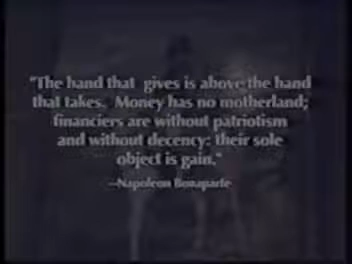 "The hand that gives is above the hand
that takes. Money has no motherland;
financiers are without patriotism
and without decency: their sole
object is gain."
--Napoleon Bonaparte